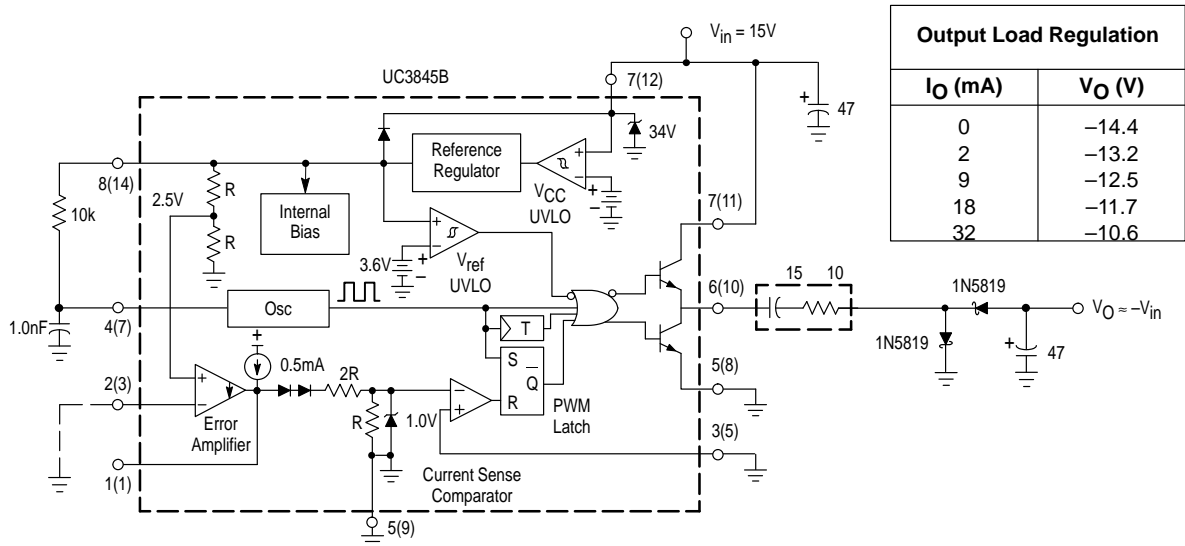 V_in = 15V
Output Load Regulation
I_O (mA) V_O (V)
0 –14.4
2 –13.2
9 –12.5
18 –11.7
32 –10.6
UC3845B
7(12)
+
47
34V
Reference
Regulator
+
–
+
–
V_CC
UVLO
8(14)
2.5V
R
R
10k
Internal
Bias
+
–
3.6V
+
–
V_ref
UVLO
7(11)
Osc
4(7)
1.0nF
T
6(10)
15 10
1N5819
1N5819
V_O ≈ –V_in
+
47
+
0.5mA
S
Q
R
5(8)
2(3)
+
–
Error
Amplifier
2R
R
1.0V
–
+
PWM
Latch
3(5)
1(1)
Current Sense
Comparator
5(9)